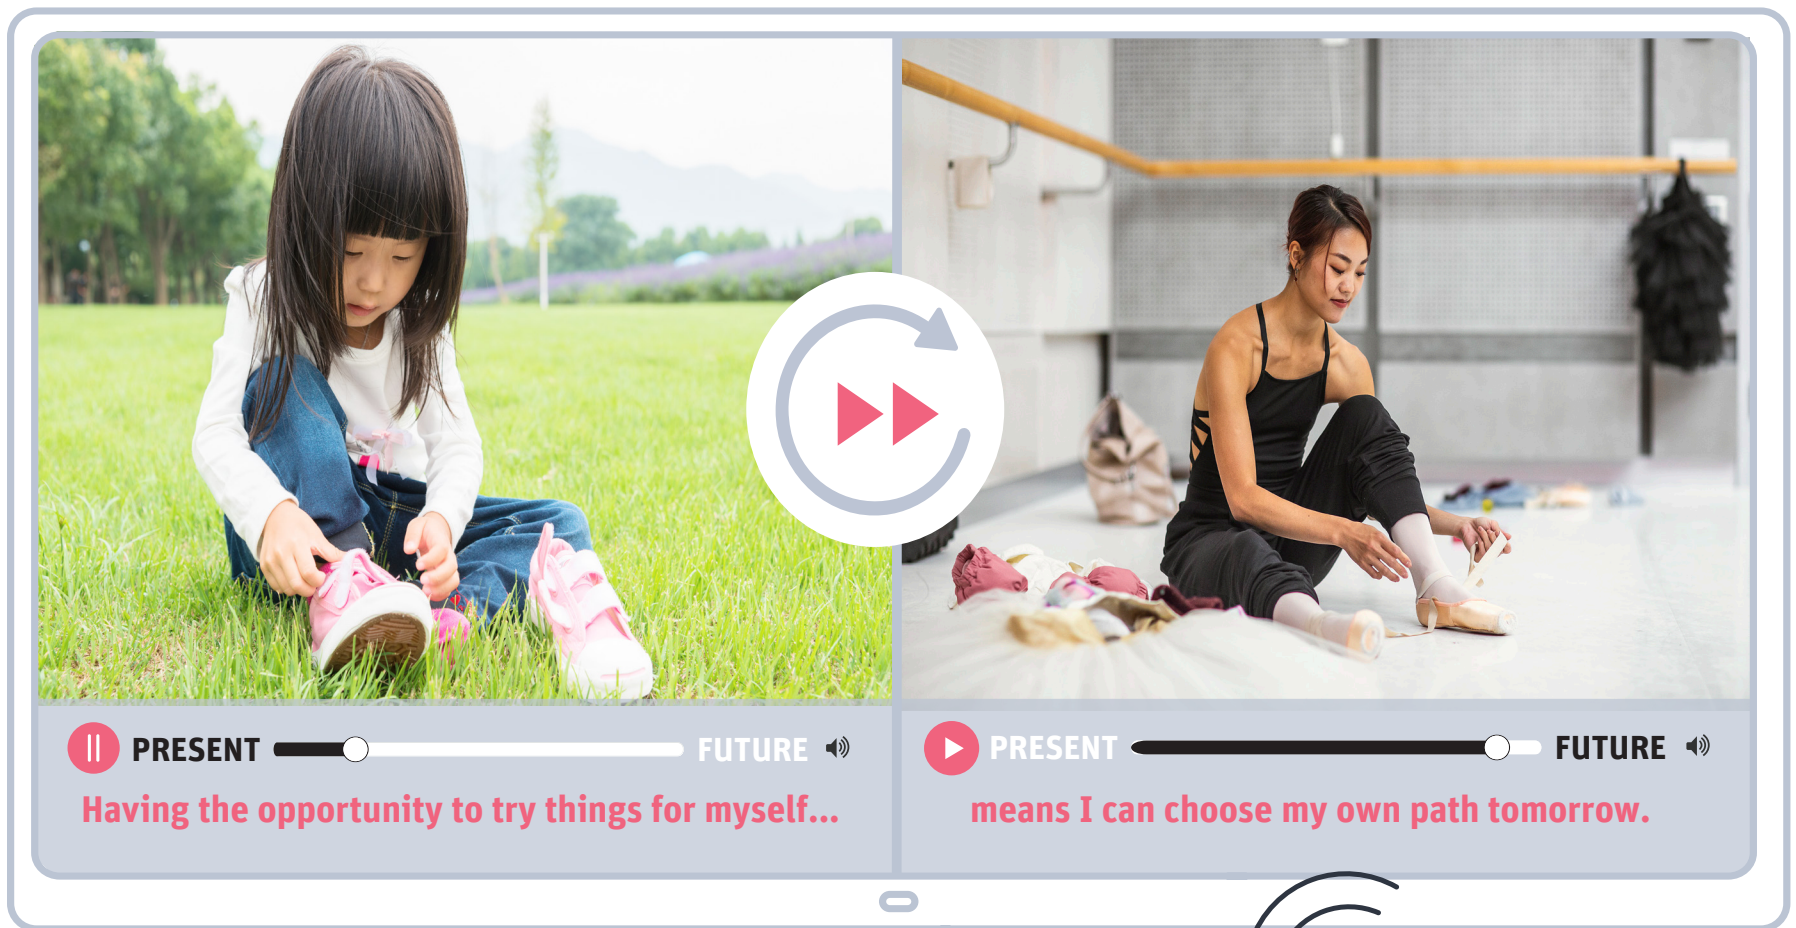 PRESENT FUTURE
Having the opportunity to try things for myself...
PRESENT FUTURE
means I can choose my own path tomorrow.